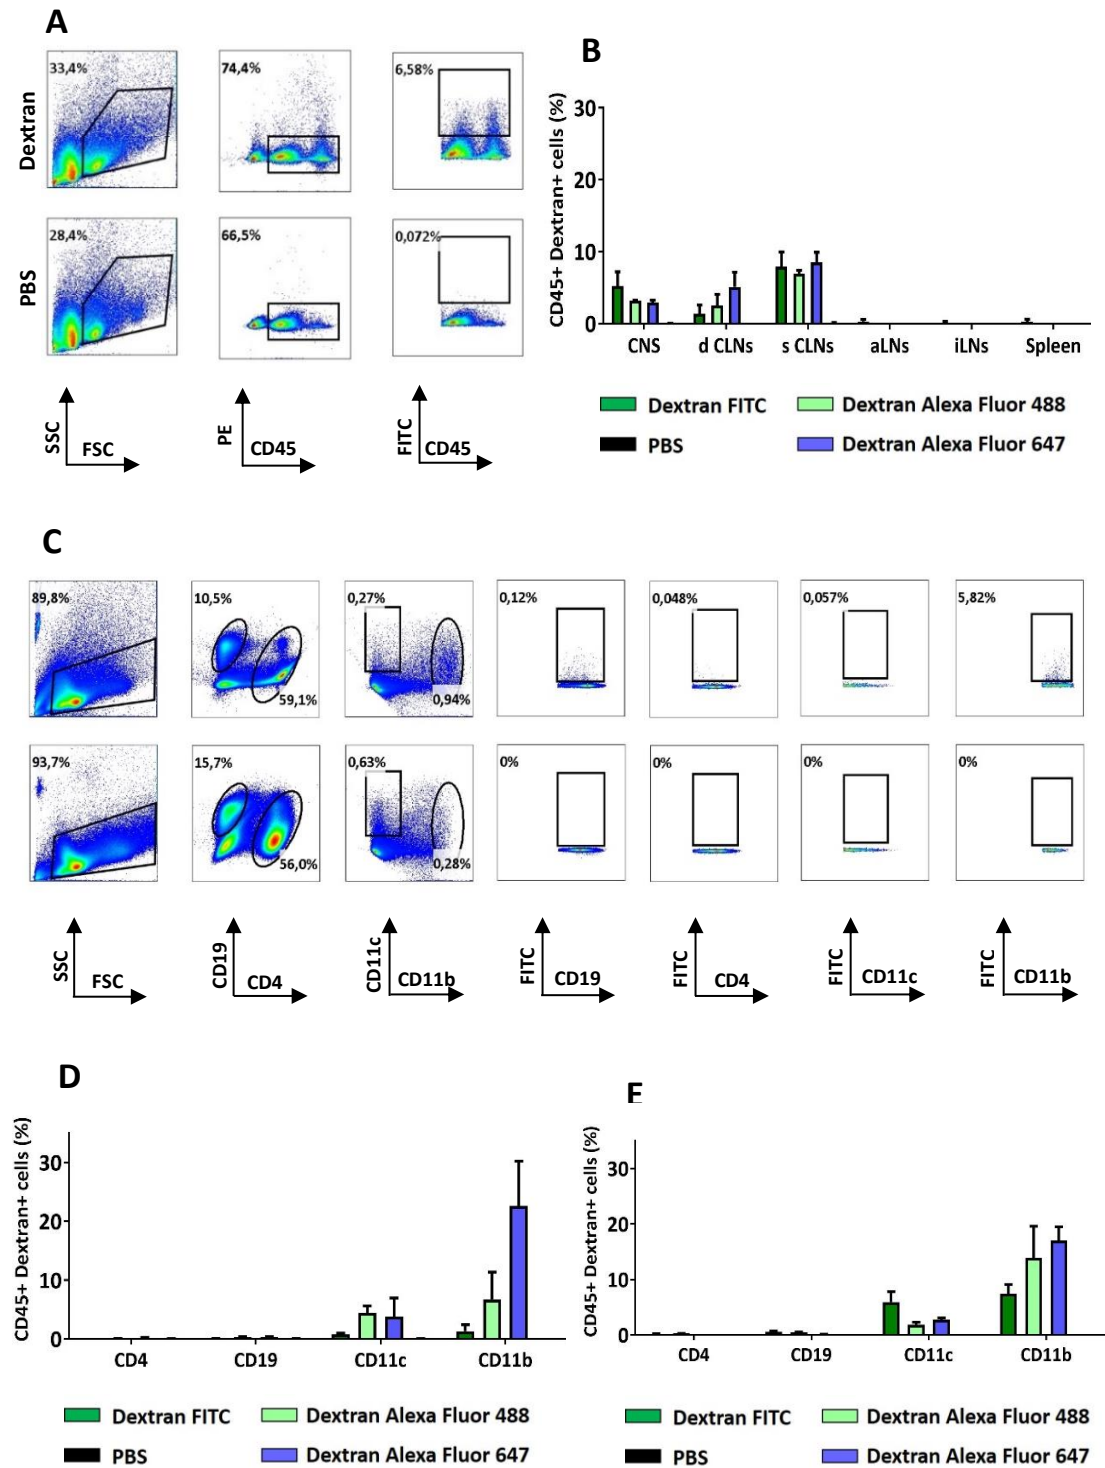 A
Dextran
33,4%
74,4%
6,58%
PBS
28,4%
66,5%
0,072%
SSC
FSC
PE
CD45
FITC
CD45
B
CD45+ Dextran+ cells (%)
30
20
10
0
CNS d CLNs s CLNs aLNs iLNs Spleen
Dextran FITC Dextran Alexa Fluor 488
PBS Dextran Alexa Fluor 647
C
89,8%
10,5%
59,1%
0,27%
0,94%
0,12%
0,048%
0,057%
5,82%
93,7%
15,7%
56,0%
0,63%
0,28%
0%
0%
0%
0%
SSC
FSC
CD19
CD4
CD11c
CD11b
FITC
CD19
FITC
CD4
FITC
CD11c
FITC
CD11b
D
CD45+ Dextran+ cells (%)
30
20
10
0
CD4 CD19 CD11c CD11b
Dextran FITC Dextran Alexa Fluor 488
PBS Dextran Alexa Fluor 647
E
CD45+ Dextran+ cells (%)
30
20
10
0
CD4 CD19 CD11c CD11b
Dextran FITC Dextran Alexa Fluor 488
PBS Dextran Alexa Fluor 647